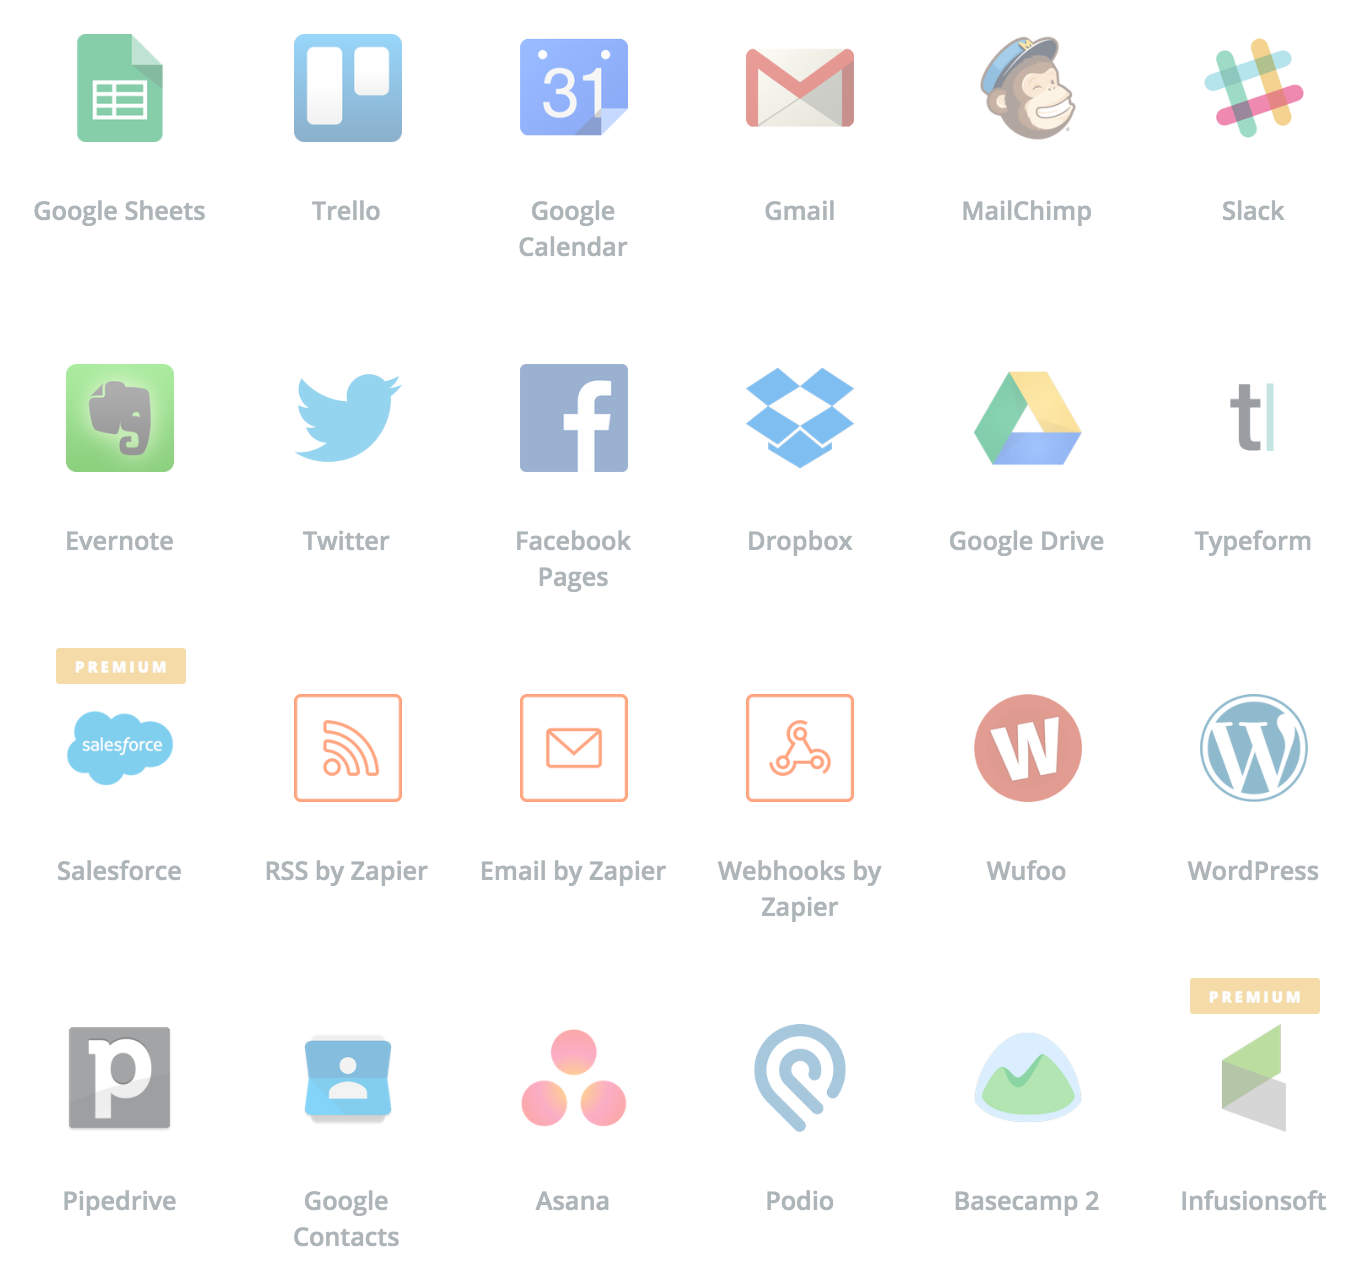 31
M
Google Sheets
Trello
Google
Calendar
Gmail
MailChimp
Slack
f
t
Evernote
Twitter
Facebook
Pages
Dropbox
Google Drive
Typeform
PREMIUM
salesforce
W
W
Salesforce
RSS by Zapier
Email by Zapier
Webhooks by
Zapier
Wufoo
WordPress
PREMIUM
p
Pipedrive
Google
Contacts
Asana
Podio
Basecamp 2
Infusionsoft